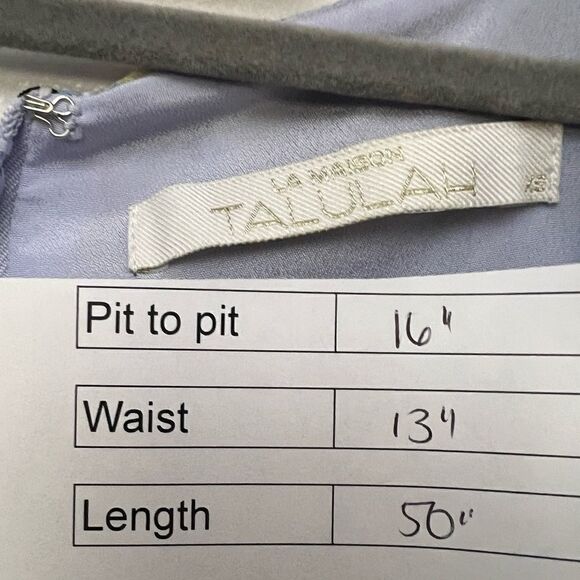 LA MAISON
TALULAH
XS
Pit to pit 16"
Waist 13"
Length 50"